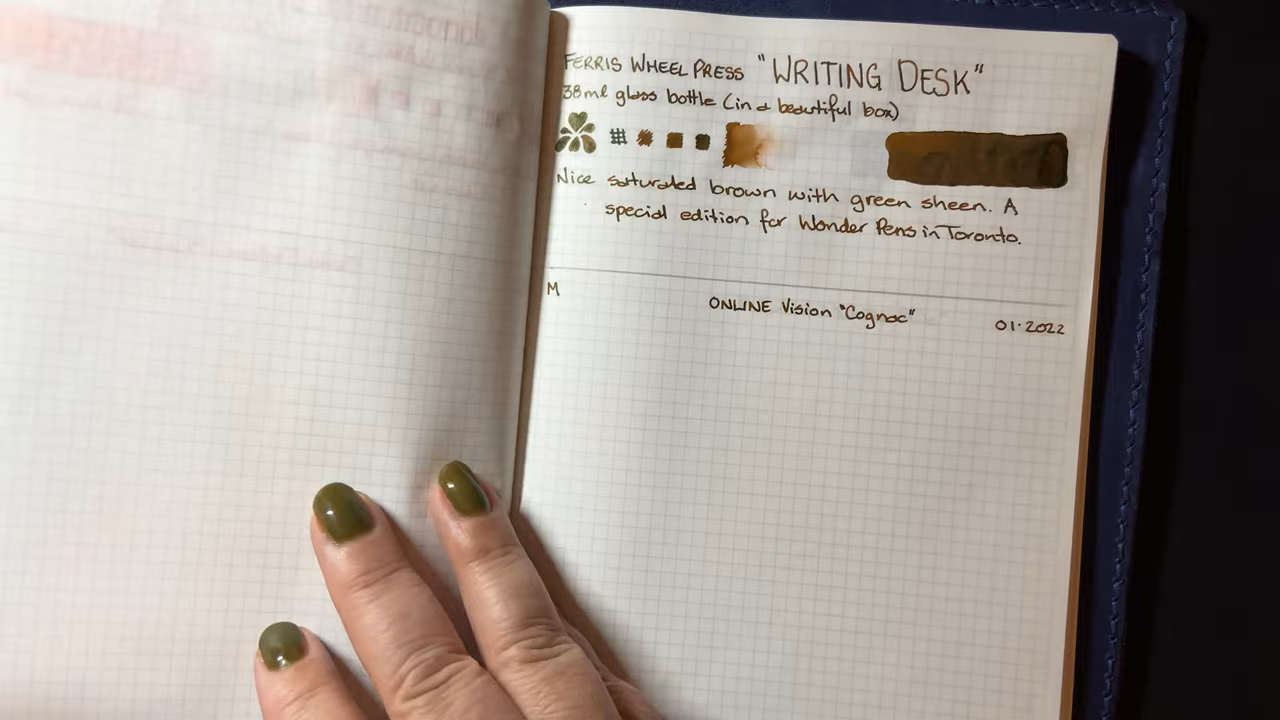 FERRIS WHEEL PRESS "WRITING DESK"
38ml glass bottle (in a beautiful box)
Nice saturated brown with green sheen. A
special edition for Wonder Pens in Toronto.
M ONLINE Vision "Cognac" 01·2022